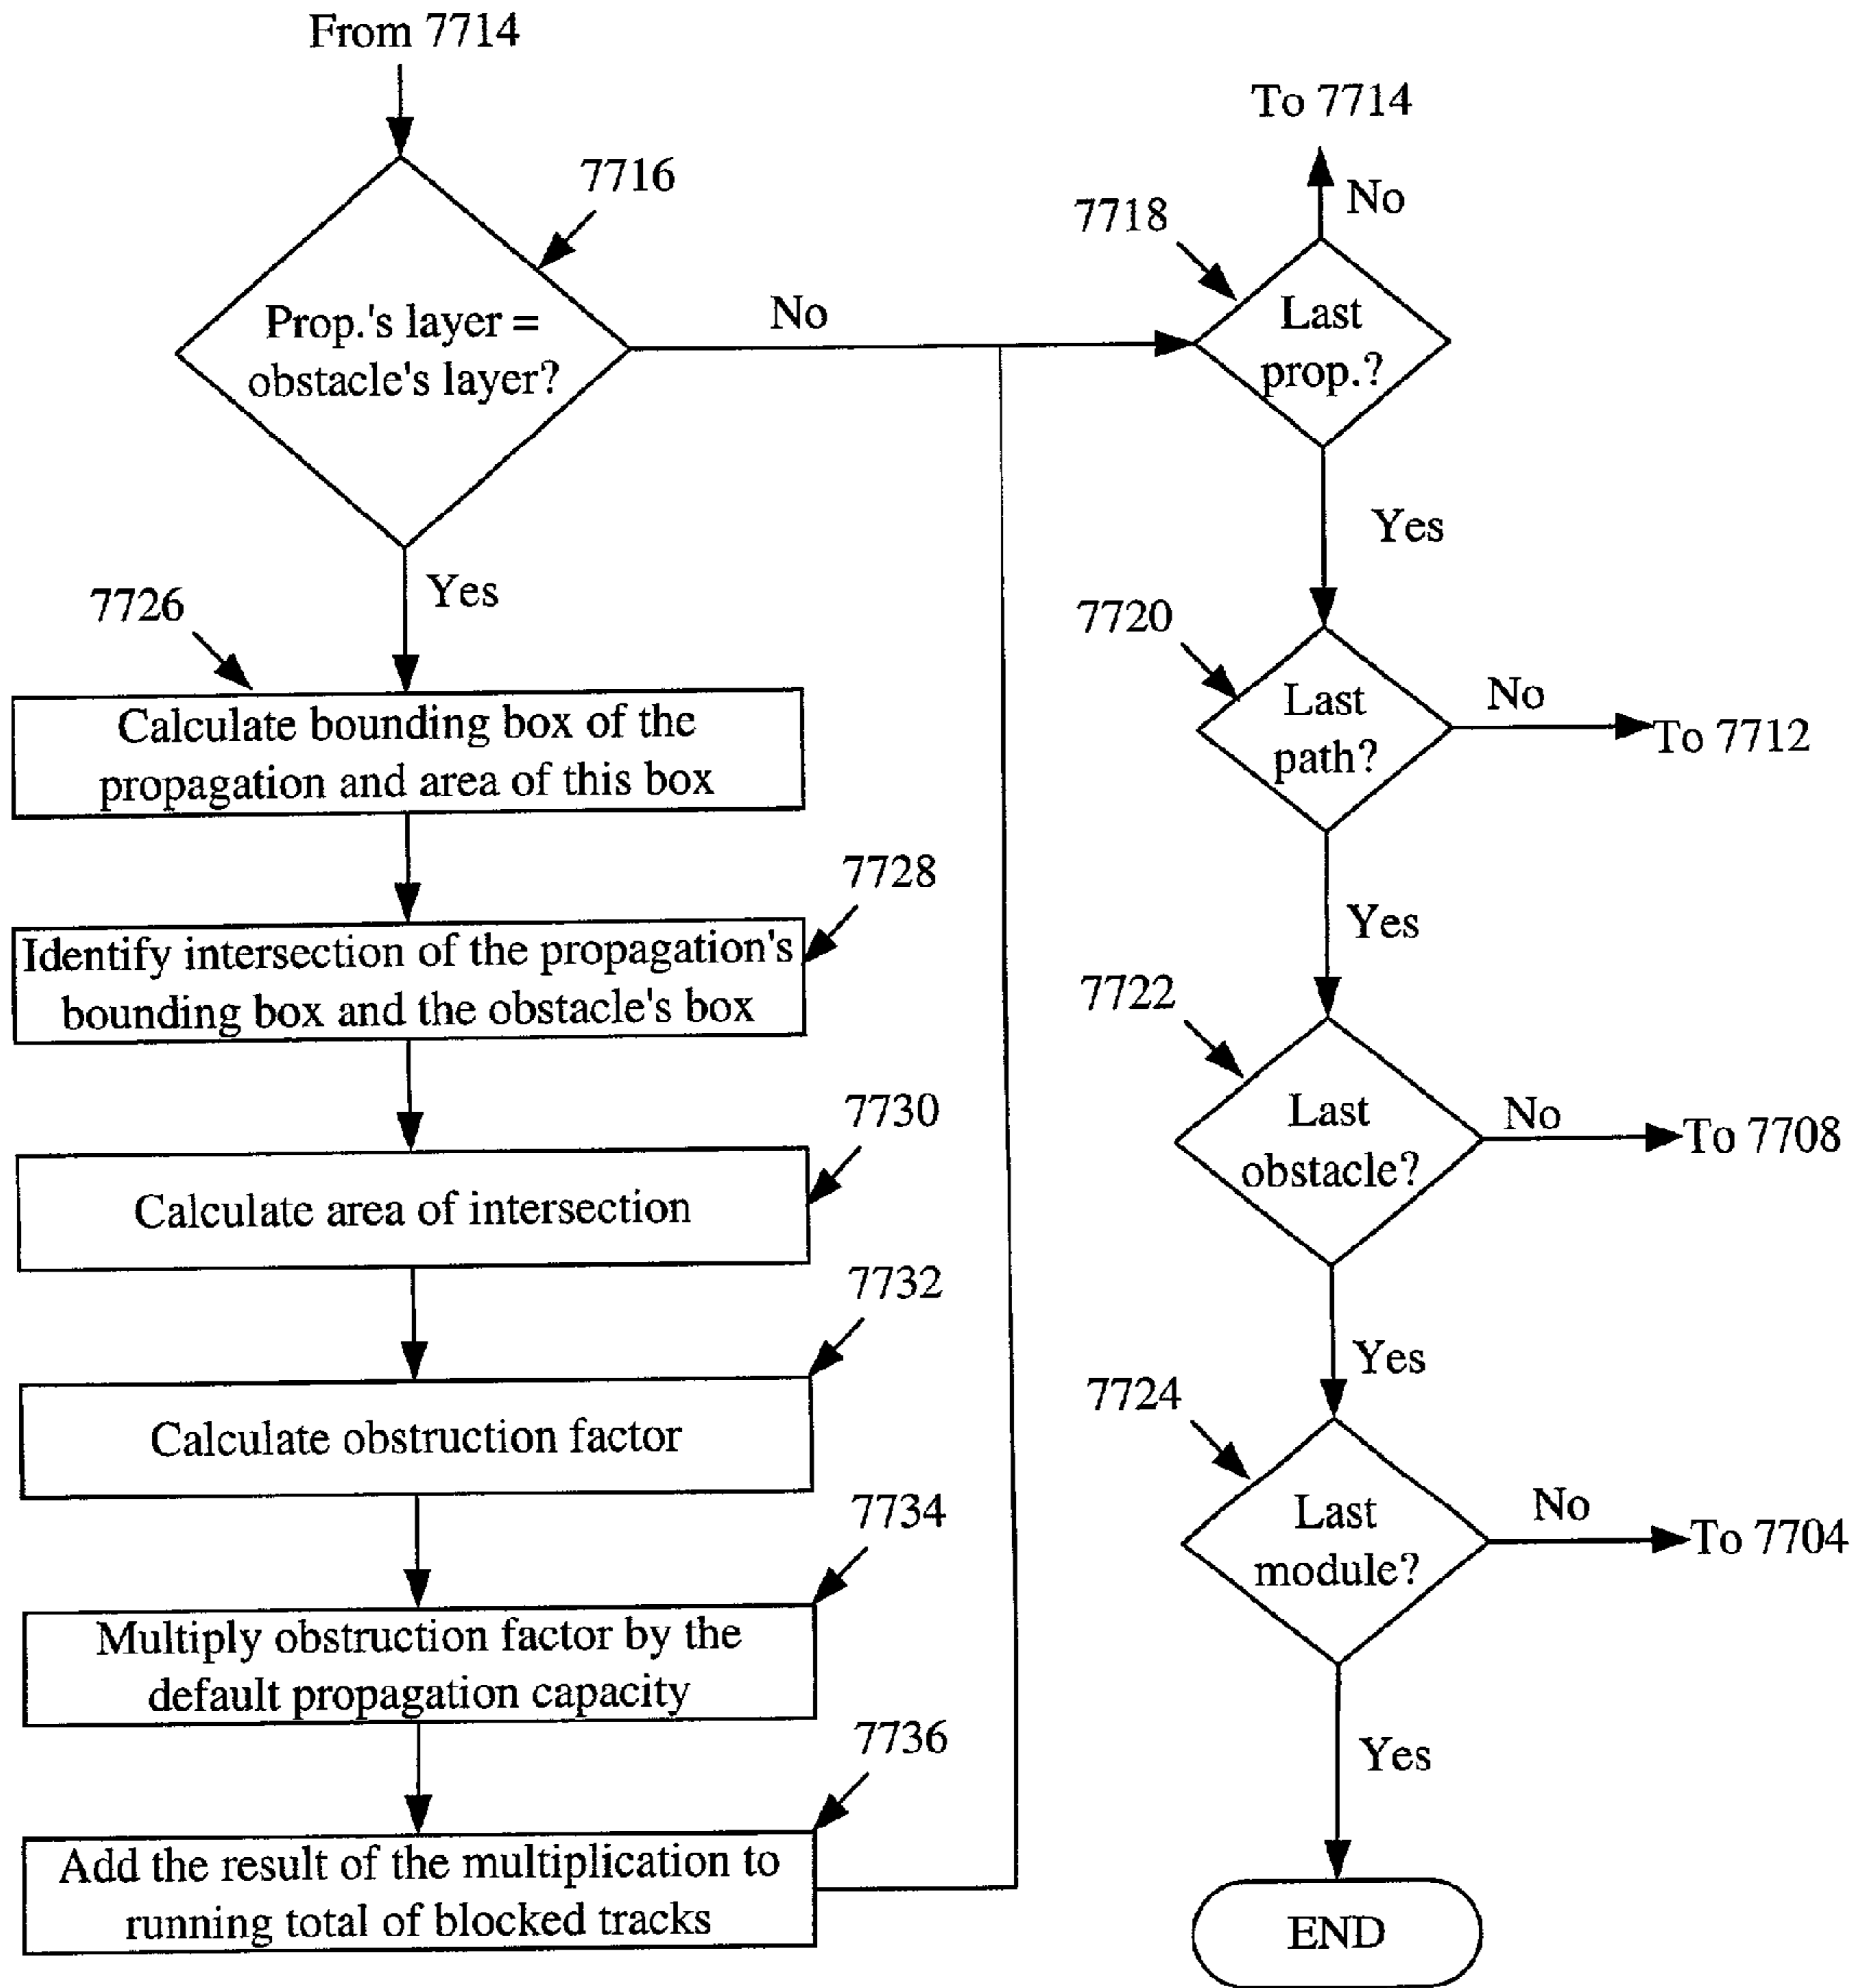 From 7714
7716
Prop.'s layer =
obstacle's layer?
No
Yes
7726
Calculate bounding box of the
propagation and area of this box
7728
Identify intersection of the propagation's
bounding box and the obstacle's box
7730
Calculate area of intersection
7732
Calculate obstruction factor
7734
Multiply obstruction factor by the
default propagation capacity
7736
Add the result of the multiplication to
running total of blocked tracks
To 7714
No
7718
Last
prop.?
Yes
7720
Last
path?
No
To 7712
Yes
7722
Last
obstacle?
No
To 7708
Yes
7724
Last
module?
No
To 7704
Yes
END